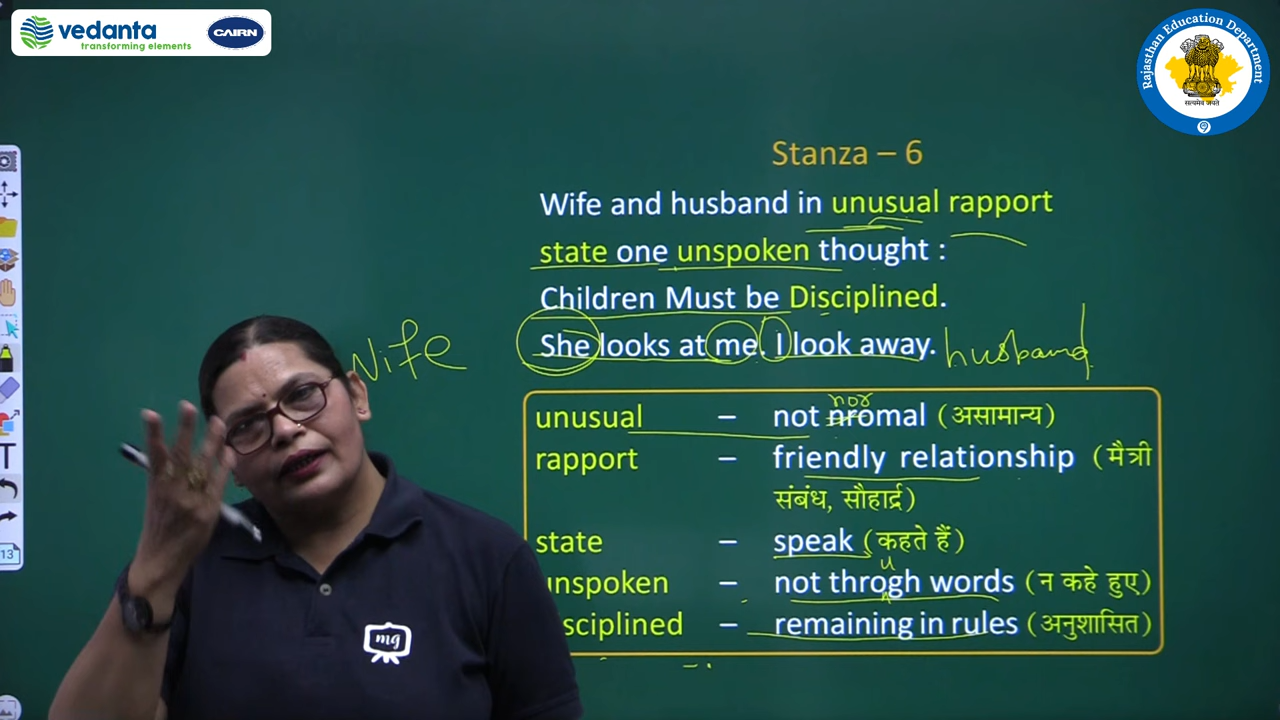 vedanta
transforming elements
CAIRN
Rajasthan Education Department
सत्यमेव जयते
Stanza – 6
Wife and husband in unusual rapport
state one unspoken thought :
Children Must be Disciplined.
She looks at me. I look away.
Wife
husband
nor
unusual – not nromal (असामान्य)
rapport – friendly relationship (मैत्री
संबंध, सौहार्द्र)
state – speak (कहते हैं)
u
unspoken – not throgh words (न कहे हुए)
sciplined – remaining in rules (अनुशासित)
mg
T
13